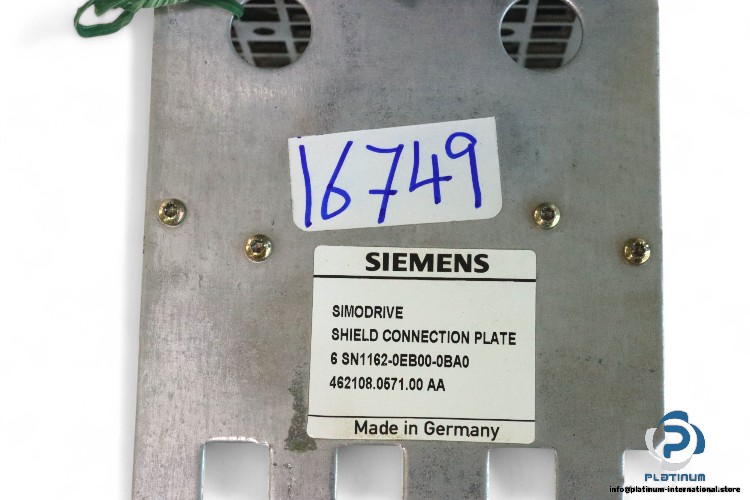 16749
SIEMENS
SIMODRIVE
SHIELD CONNECTION PLATE
6 SN1162-0EB00-0BA0
462108.0571.00 AA
Made in Germany
PLATINUM
info@platinum-international.store